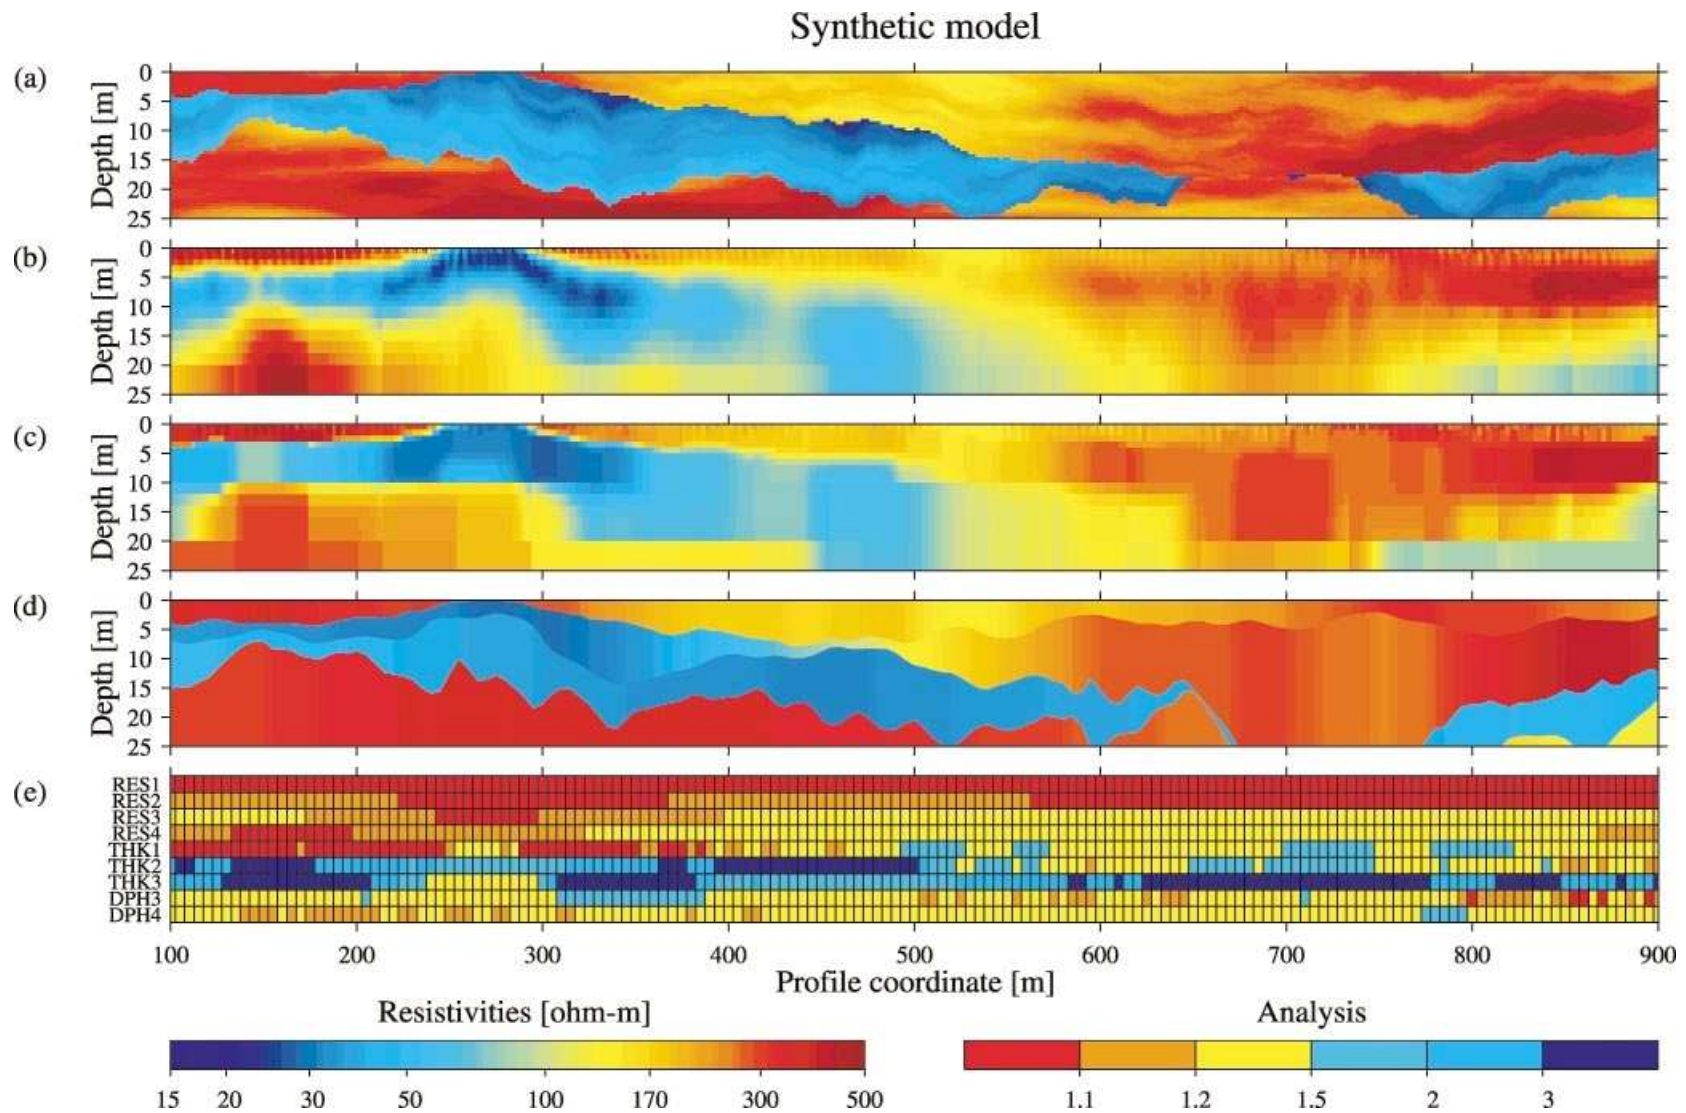 Synthetic model
(a)
Depth [m]
0
5
10
15
20
25
(b)
Depth [m]
0
5
10
15
20
25
(c)
Depth [m]
0
5
10
15
20
25
(d)
Depth [m]
0
5
10
15
20
25
(e)
RES1
RES2
RES3
RES4
THK1
THK2
THK3
DPH3
DPH4
100 200 300 400 500 600 700 800 900
Profile coordinate [m]
Resistivities [ohm-m] Analysis
15 20 30 50 100 170 300 500 1.1 1.2 1.5 2 3